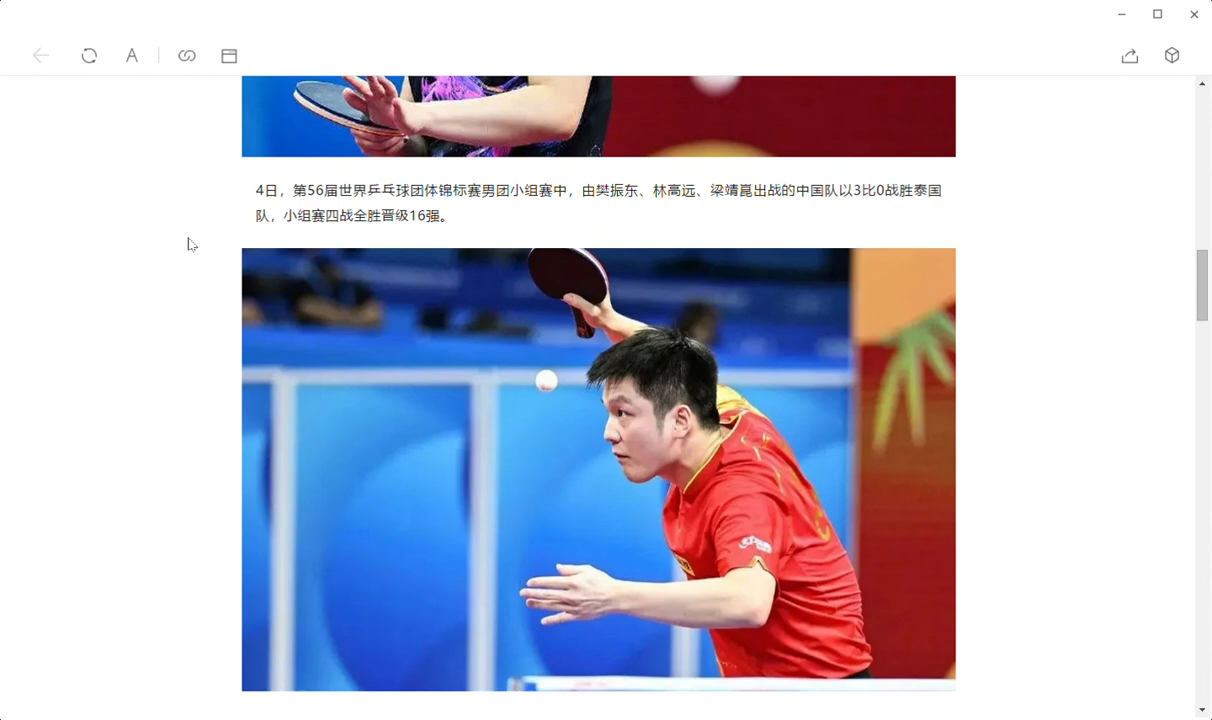 4日，第56届世界乒乓球团体锦标赛男团小组赛中，由樊振东、林高远、梁靖崑出战的中国队以3比0战胜泰国
队，小组赛四战全胜晋级16强。